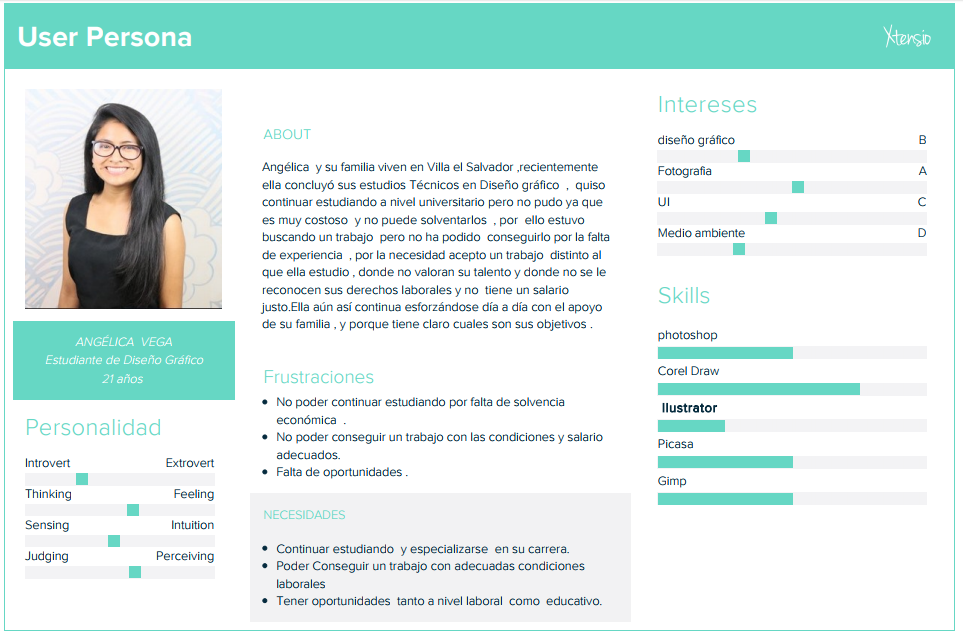 User Persona
Xtensio
ANGÉLICA VEGA
Estudiante de Diseño Gráfico
21 años
Personalidad
Introvert Extrovert
Thinking Feeling
Sensing Intuition
Judging Perceiving
ABOUT
Angélica y su familia viven en Villa el Salvador ,recientemente
ella concluyó sus estudios Técnicos en Diseño gráfico , quiso
continuar estudiando a nivel universitario pero no pudo ya que
es muy costoso y no puede solventarlos , por ello estuvo
buscando un trabajo pero no ha podido conseguirlo por la falta
de experiencia , por la necesidad acepto un trabajo distinto al
que ella estudio , donde no valoran su talento y donde no se le
reconocen sus derechos laborales y no tiene un salario
justo.Ella aún así continua esforzándose día a día con el apoyo
de su familia , y porque tiene claro cuales son sus objetivos .
Frustraciones
• No poder continuar estudiando por falta de solvencia
económica .
• No poder conseguir un trabajo con las condiciones y salario
adecuados.
• Falta de oportunidades .
NECESIDADES
• Continuar estudiando y especializarse en su carrera.
• Poder Conseguir un trabajo con adecuadas condiciones
laborales
• Tener oportunidades tanto a nivel laboral como educativo.
Intereses
diseño gráfico B
Fotografia A
UI C
Medio ambiente D
Skills
photoshop
Corel Draw
Ilustrator
Picasa
Gimp